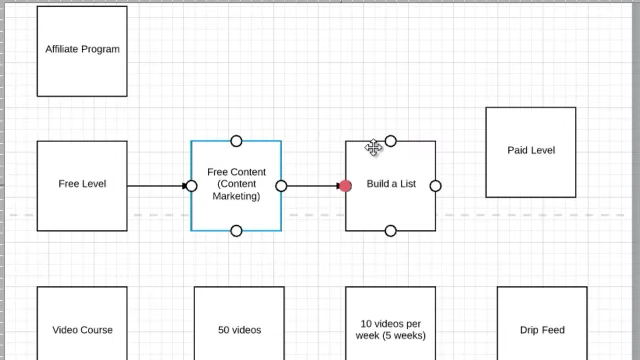 Affiliate Program
Paid Level
Free Level
Free Content
(Content
Marketing)
Build a List
Video Course
50 videos
10 videos per
week (5 weeks)
Drip Feed